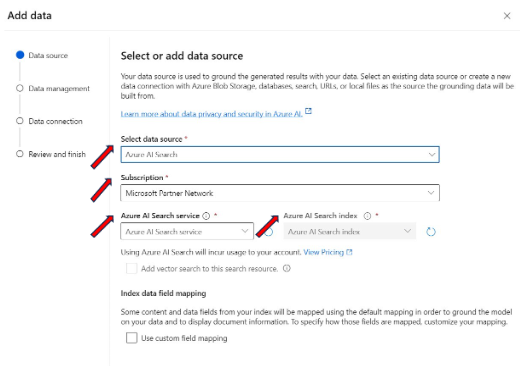 Add data
Data source
Data management
Data connection
Review and finish
Select or add data source
Your data source is used to ground the generated results with your data. Select an existing data source or create a new
data connection with Azure Blob Storage, databases, search, URLs, or local files as the source the grounding data will be
built from.
Learn more about data privacy and security in Azure AI.
Select data source *
Azure AI Search
Subscription *
Microsoft Partner Network
Azure AI Search service * Azure AI Search index *
Azure AI Search service Azure AI Search index
Using Azure AI Search will incur usage to your account. View Pricing
Add vector search to this search resource.
Index data field mapping
Some content and data fields from your index will be mapped using the default mapping in order to ground the model
on your data and to display document information. To specify how those fields are mapped, customize your mapping.
Use custom field mapping